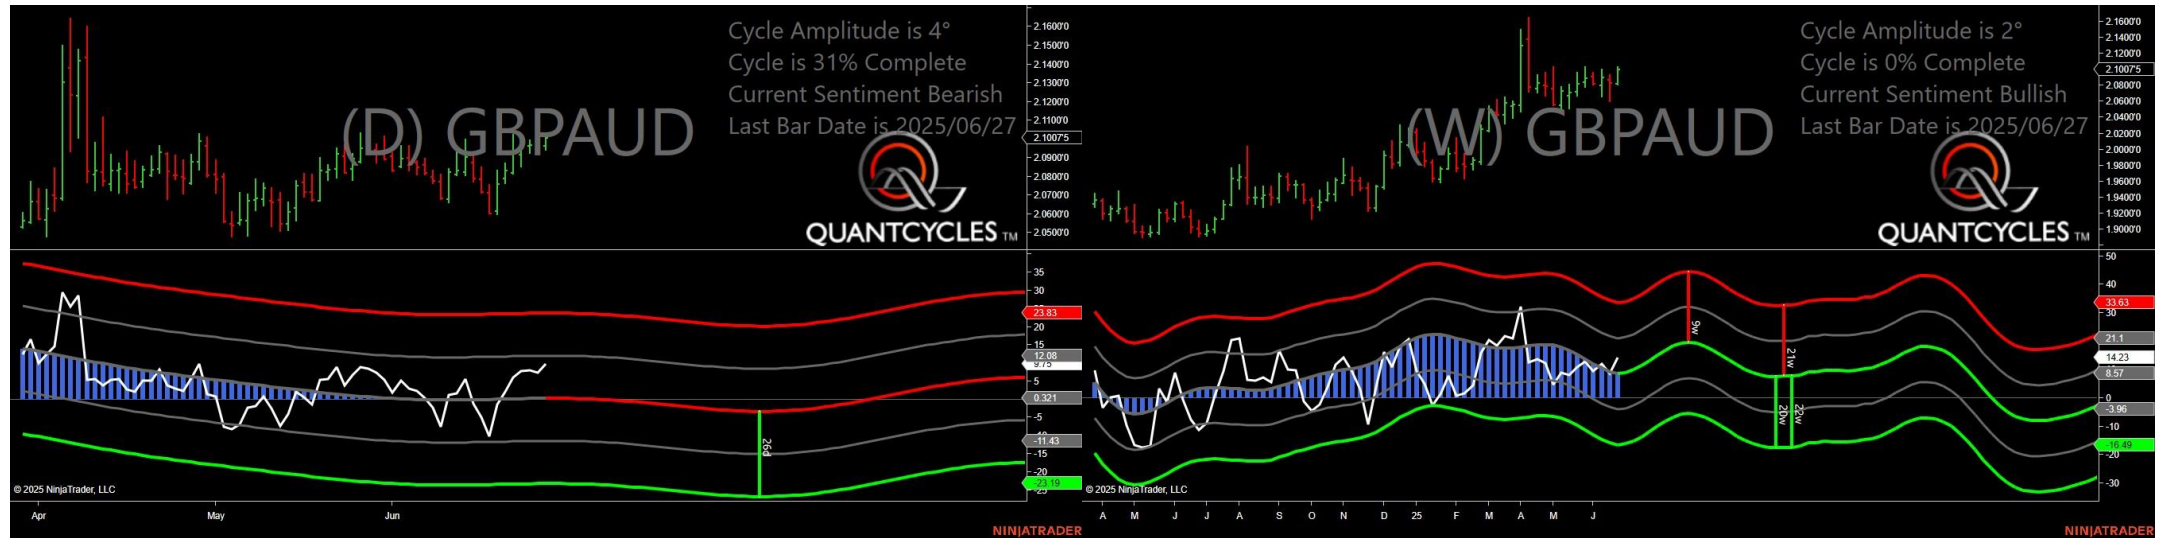 Cycle Amplitude is 4°
Cycle is 31% Complete
Current Sentiment Bearish
Last Bar Date is 2025/06/27
(D) GBPAUD
QUANTCYCLES TM
2.1600'0
2.1500'0
2.1400'0
2.1300'0
2.1200'0
2.1100'0
2.1007'5
2.0900'0
2.0800'0
2.0700'0
2.0600'0
2.0500'0
35
30
23.83
20
15
12.08
9.75
5
0.321
-5
-11.43
-15
-20
-23.19
26d
© 2025 NinjaTrader, LLC
Apr May Jun
NINJATRADER
Cycle Amplitude is 2°
Cycle is 0% Complete
Current Sentiment Bullish
Last Bar Date is 2025/06/27
(W) GBPAUD
QUANTCYCLES TM
2.1600'0
2.1400'0
2.1200'0
2.1007'5
2.0800'0
2.0600'0
2.0400'0
2.0200'0
2.0000'0
1.9800'0
1.9600'0
1.9400'0
1.9200'0
1.9000'0
50
40
33.63
30
21.1
14.23
8.57
0
-3.96
-10
-16.49
-20
-30
9w
21w
20w
22w
© 2025 NinjaTrader, LLC
A M J J A S O N D 25 F M A M J
NINJATRADER